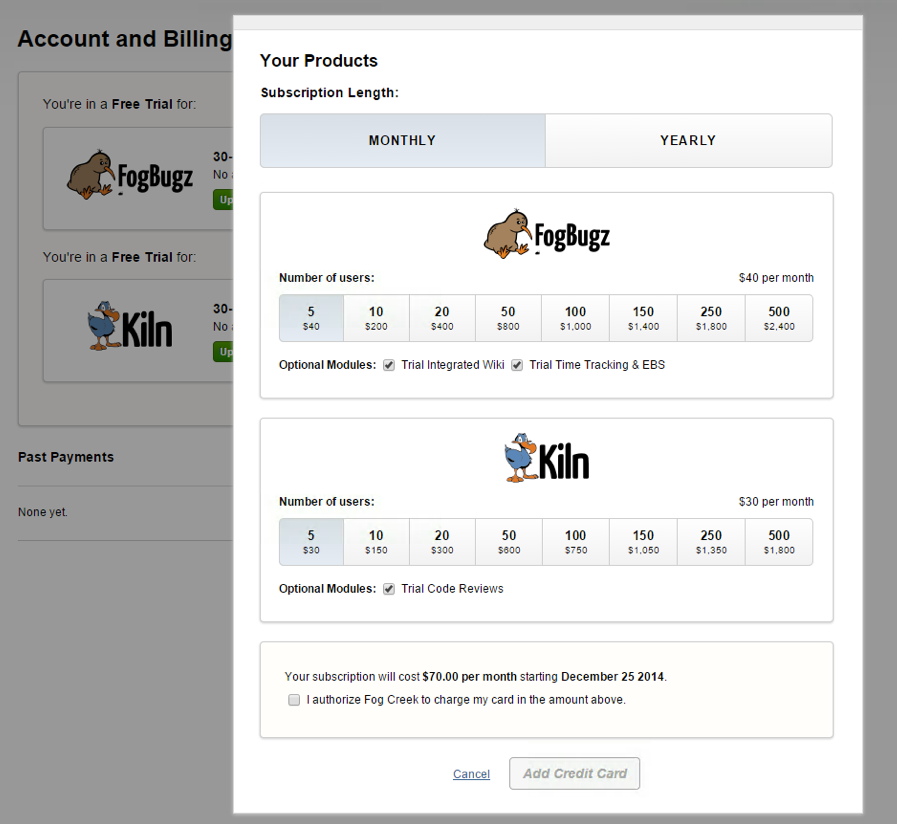 Account and Billing
You're in a Free Trial for:
FogBugz
30-
No
Up
You're in a Free Trial for:
Kiln
30-
No
Up
Past Payments
None yet.
Your Products
Subscription Length:
MONTHLY YEARLY
FogBugz
Number of users: $40 per month
5 10 20 50 100 150 250 500
$40 $200 $400 $800 $1,000 $1,400 $1,800 $2,400
Optional Modules: Trial Integrated Wiki Trial Time Tracking & EBS
Kiln
Number of users: $30 per month
5 10 20 50 100 150 250 500
$30 $150 $300 $600 $750 $1,050 $1,350 $1,800
Optional Modules: Trial Code Reviews
Your subscription will cost $70.00 per month starting December 25 2014.
I authorize Fog Creek to charge my card in the amount above.
Cancel Add Credit Card